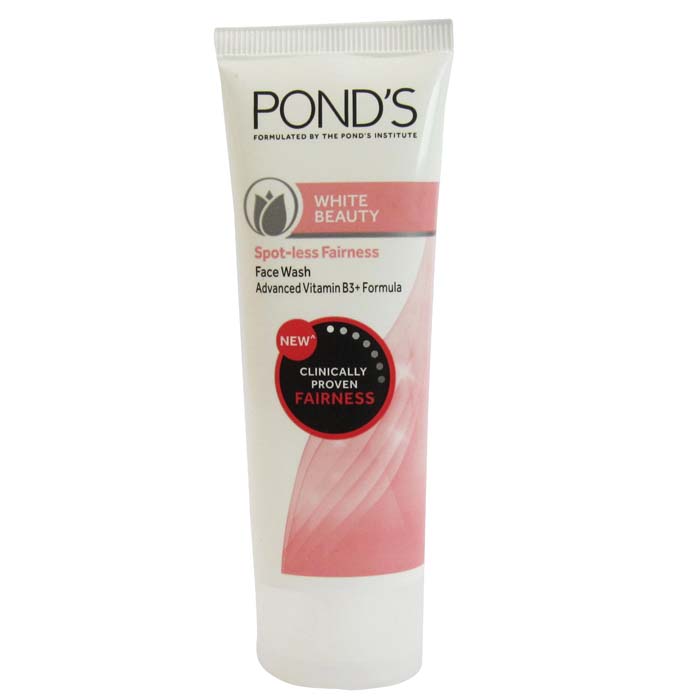 POND'S
FORMULATED BY THE POND'S INSTITUTE
WHITE
BEAUTY
Spot-less Fairness
Face Wash
Advanced Vitamin B3+ Formula
NEW^
CLINICALLY
PROVEN
FAIRNESS